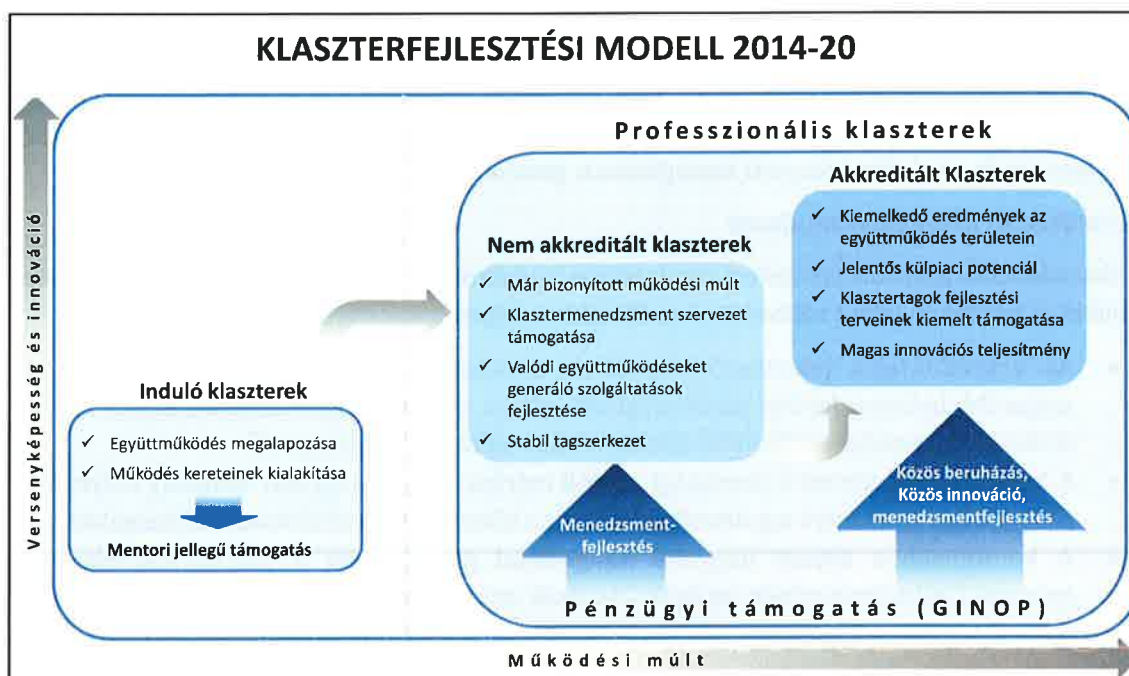 KLASZTERFEJLESZTÉSI MODELL 2014-20
Versenyképesség és innováció
Professzionális klaszterek
Akkreditált Klaszterek
✓ Kiemelkedő eredmények az
együttműködés területein
✓ Jelentős külpiaci potenciál
✓ Klasztertagok fejlesztési
terveinek kiemelt támogatása
✓ Magas innovációs teljesítmény
Nem akkreditált klaszterek
✓ Már bizonyított működési múlt
✓ Klasztermenedzsment szervezet
támogatása
✓ Valódi együttműködéseket
generáló szolgáltatások
fejlesztése
✓ Stabil tagszerkezet
Induló klaszterek
✓ Együttműködés megalapozása
✓ Működés kereteinek kialakítása
Mentori jellegű támogatás
Menedzsment-
fejlesztés
Közös beruházás,
Közös innováció,
menedzsmentfejlesztés
Pénzügyi támogatás (GINOP)
Működési múlt